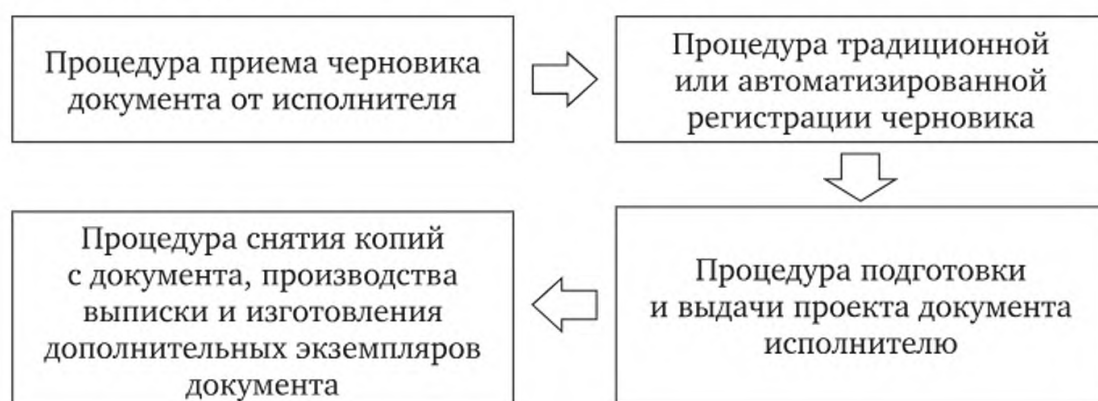 Процедура приема черновика
документа от исполнителя
Процедура традиционной
или автоматизированной
регистрации черновика
Процедура подготовки
и выдачи проекта документа
исполнителю
Процедура снятия копий
с документа, производства
выписки и изготовления
дополнительных экземпляров
документа